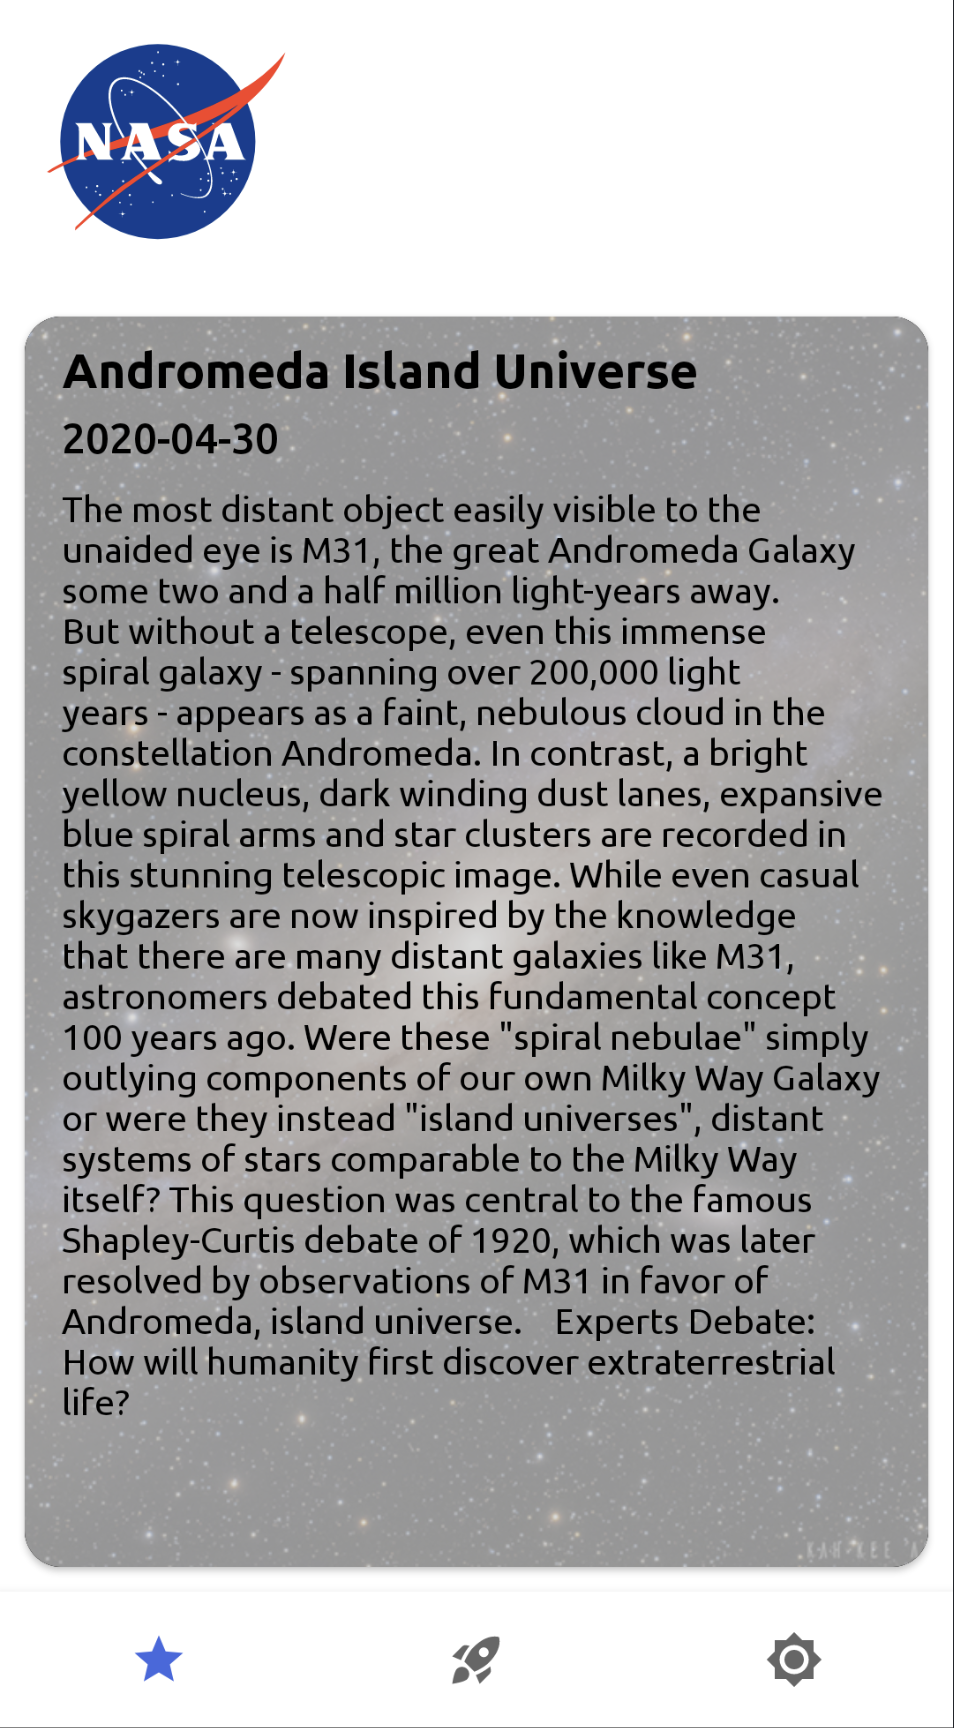 NASA
Andromeda Island Universe
2020-04-30
The most distant object easily visible to the
unaided eye is M31, the great Andromeda Galaxy
some two and a half million light-years away.
But without a telescope, even this immense
spiral galaxy - spanning over 200,000 light
years - appears as a faint, nebulous cloud in the
constellation Andromeda. In contrast, a bright
yellow nucleus, dark winding dust lanes, expansive
blue spiral arms and star clusters are recorded in
this stunning telescopic image. While even casual
skygazers are now inspired by the knowledge
that there are many distant galaxies like M31,
astronomers debated this fundamental concept
100 years ago. Were these "spiral nebulae" simply
outlying components of our own Milky Way Galaxy
or were they instead "island universes", distant
systems of stars comparable to the Milky Way
itself? This question was central to the famous
Shapley-Curtis debate of 1920, which was later
resolved by observations of M31 in favor of
Andromeda, island universe.    Experts Debate:
How will humanity first discover extraterrestrial
life?